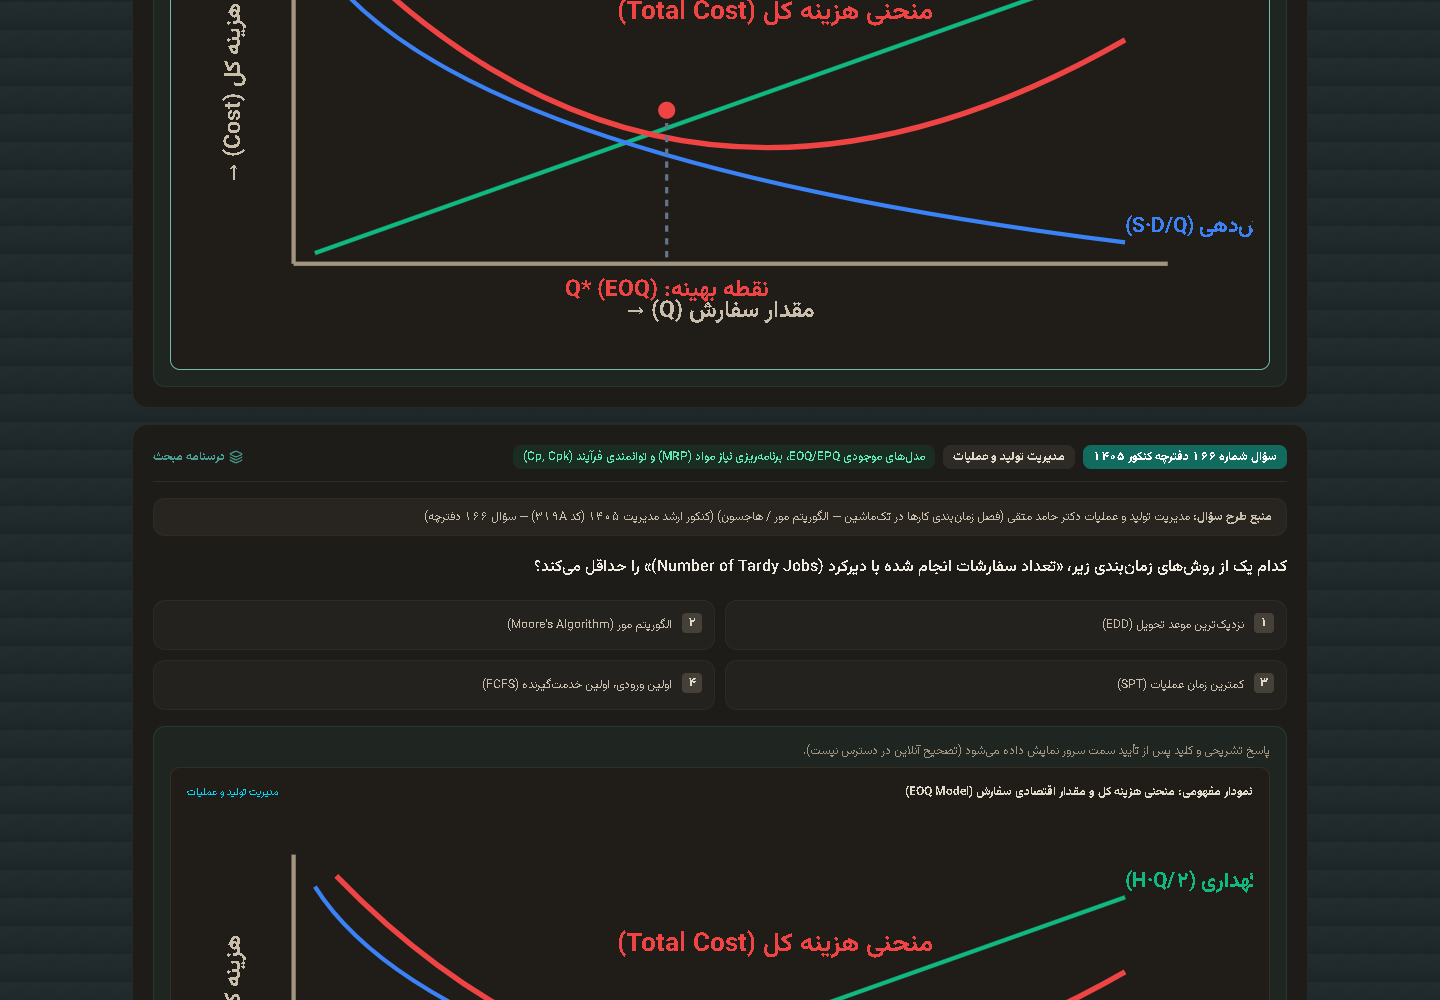 منحنی هزینه کل (Total Cost)
هزینه کل (Cost) →
(S·D/Q)
نقطه بهینه: Q* (EOQ)
مقدار سفارش (Q) →
سؤال شماره ۱۶۶ دفترچه کنکور ۱۴۰۵
مدیریت تولید و عملیات
مدل‌های موجودی EOQ/EPQ، برنامه‌ریزی نیاز مواد (MRP) و توانمندی فرآیند (Cp, Cpk)
درسنامه مبحث
منبع طرح سؤال: مدیریت تولید و عملیات دکتر حامد متقی (فصل زمان‌بندی کارها در تک‌ماشین — الگوریتم مور / هاجسون) (کنکور ارشد مدیریت ۱۴۰۵ (کد ۳۱۹A) — سؤال ۱۶۶ دفترچه)
کدام یک از روش‌های زمان‌بندی زیر، «تعداد سفارشات انجام شده با دیرکرد (Number of Tardy Jobs)» را حداقل می‌کند؟
۱ نزدیک‌ترین موعد تحویل (EDD)
۲ الگوریتم مور (Moore's Algorithm)
۳ کمترین زمان عملیات (SPT)
۴ اولین ورودی، اولین خدمت‌گیرنده (FCFS)
پاسخ تشریحی و کلید پس از تأیید سمت سرور نمایش داده می‌شود (تصحیح آنلاین در دسترس نیست).
نمودار مفهومی: منحنی هزینه کل و مقدار اقتصادی سفارش (EOQ Model)
مدیریت تولید و عملیات
(H·Q/۲)
منحنی هزینه کل (Total Cost)
هزینه